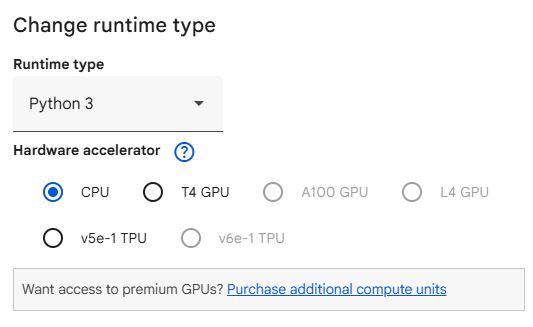 Change runtime type
Runtime type
Python 3
Hardware accelerator ?
CPU T4 GPU A100 GPU L4 GPU
v5e-1 TPU v6e-1 TPU
Want access to premium GPUs? Purchase additional compute units